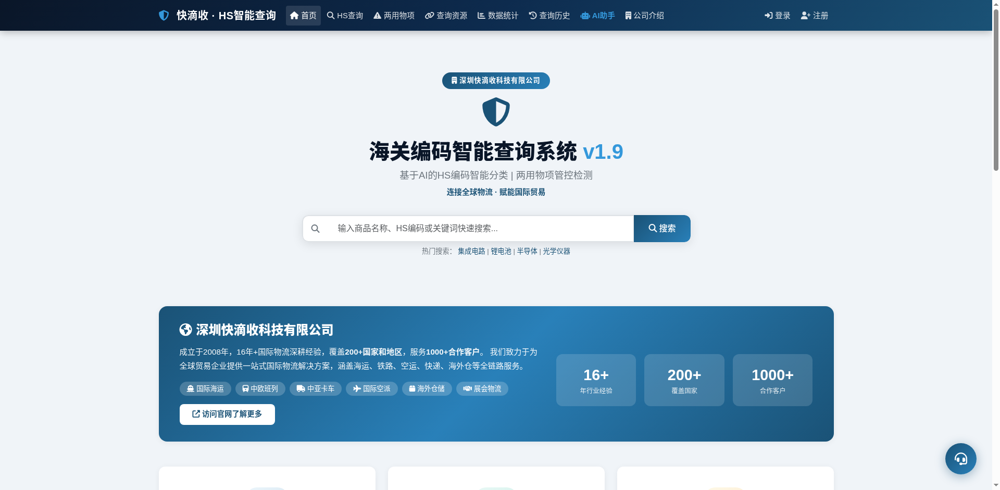 快滴收 · HS智能查询 首页 HS查询 两用物项 查询资源 数据统计 查询历史 AI助手 公司介绍 登录 注册
深圳快滴收科技有限公司
海关编码智能查询系统 v1.9
基于AI的HS编码智能分类 | 两用物项管控检测
连接全球物流 · 赋能国际贸易
输入商品名称、HS编码或关键词快速搜索... 搜索
热门搜索： 集成电路 | 锂电池 | 半导体 | 光学仪器
深圳快滴收科技有限公司
成立于2008年，16年+国际物流深耕经验，覆盖200+国家和地区，服务1000+合作客户。 我们致力于为
全球贸易企业提供一站式国际物流解决方案，涵盖海运、铁路、空运、快递、海外仓等全链路服务。
国际海运 中欧班列 中亚卡车 国际空派 海外仓储 展会物流
访问官网了解更多
16+ 200+ 1000+
年行业经验 覆盖国家 合作客户